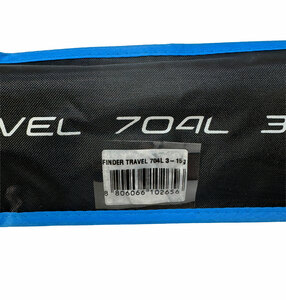 VEL 704L 3
FINDER TRAVEL 704L 3-15g
8 806066 102656